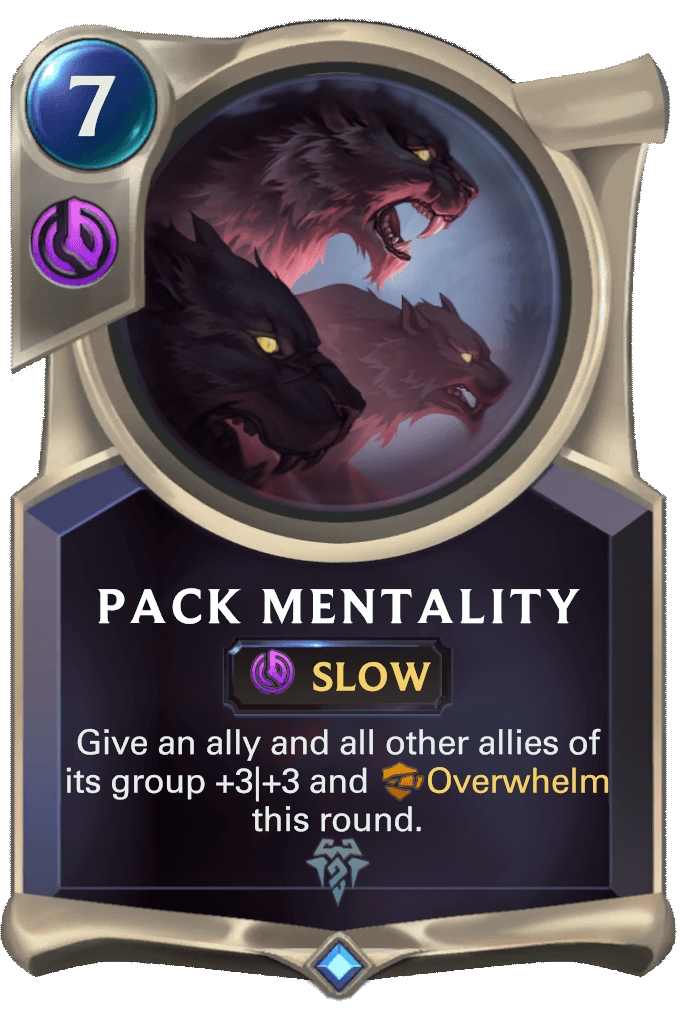 7
PACK MENTALITY
SLOW
Give an ally and all other allies of
its group +3|+3 and Overwhelm
this round.